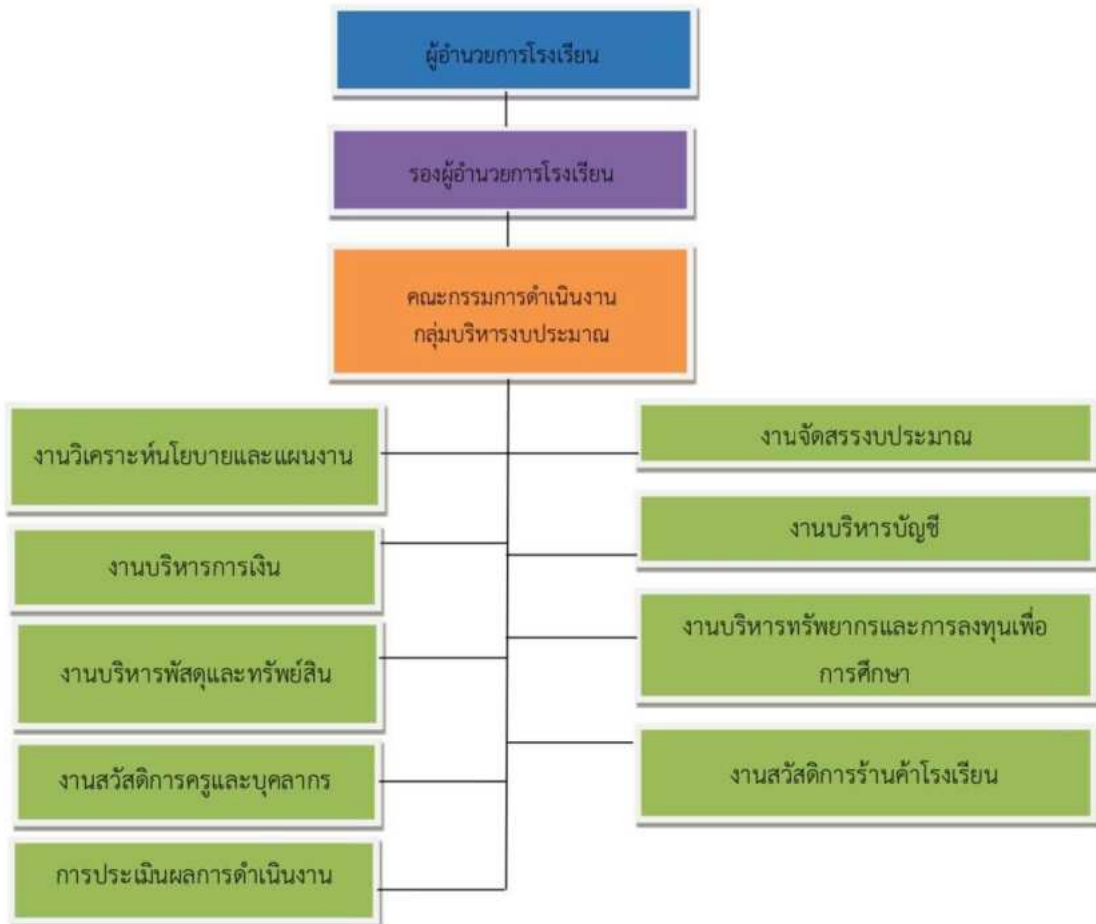 ผู้อำนวยการโรงเรียน
รองผู้อำนวยการโรงเรียน
คณะกรรมการดำเนินงาน
กลุ่มบริหารงบประมาณ
งานวิเคราะห์นโยบายและแผนงาน
งานจัดสรรงบประมาณ
งานบริหารการเงิน
งานบริหารบัญชี
งานบริหารพัสดุและทรัพย์สิน
งานบริหารทรัพยากรและการลงทุนเพื่อ
การศึกษา
งานสวัสดิการครูและบุคลากร
งานสวัสดิการร้านค้าโรงเรียน
การประเมินผลการดำเนินงาน